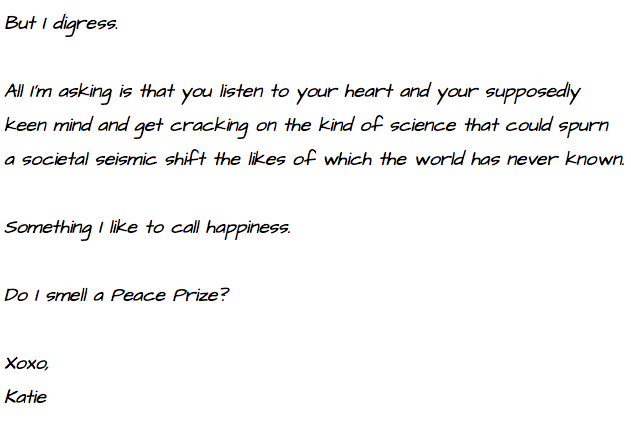 But I digress.
All I'm asking is that you listen to your heart and your supposedly
keen mind and get cracking on the kind of science that could spurn
a societal seismic shift the likes of which the world has never known.
Something I like to call happiness.
Do I smell a Peace Prize?
Xoxo,
Katie